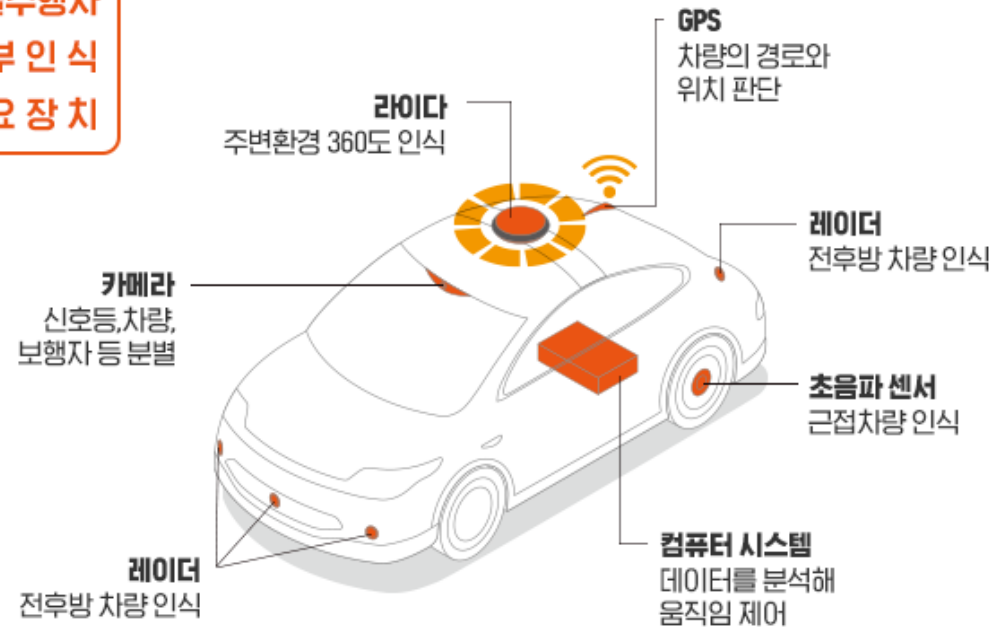 부 인 식
요 장 치
GPS
차량의 경로와
위치 판단
라이다
주변환경 360도 인식
레이더
전후방 차량 인식
카메라
신호등,차량,
보행자 등 분별
초음파 센서
근접차량 인식
컴퓨터 시스템
데이터를 분석해
움직임 제어
레이더
전후방 차량 인식